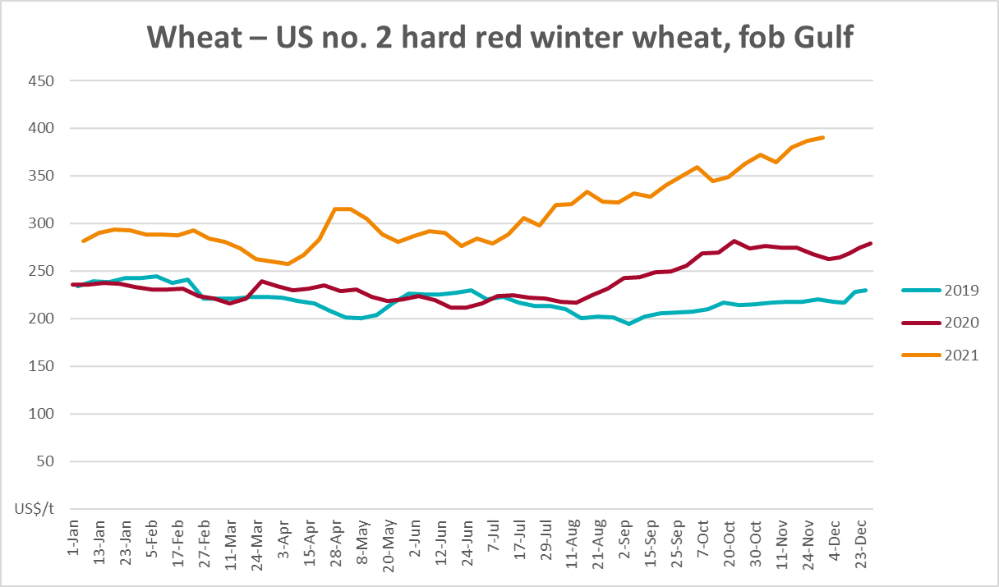 Wheat – US no. 2 hard red winter wheat, fob Gulf
450
400
350
300
250
200
150
100
50
US$/t
1-Jan
13-Jan
23-Jan
5-Feb
16-Feb
27-Feb
11-Mar
24-Mar
3-Apr
15-Apr
28-Apr
8-May
20-May
2-Jun
12-Jun
24-Jun
7-Jul
17-Jul
29-Jul
11-Aug
21-Aug
2-Sep
15-Sep
25-Sep
7-Oct
20-Oct
30-Oct
11-Nov
24-Nov
4-Dec
23-Dec
2019
2020
2021